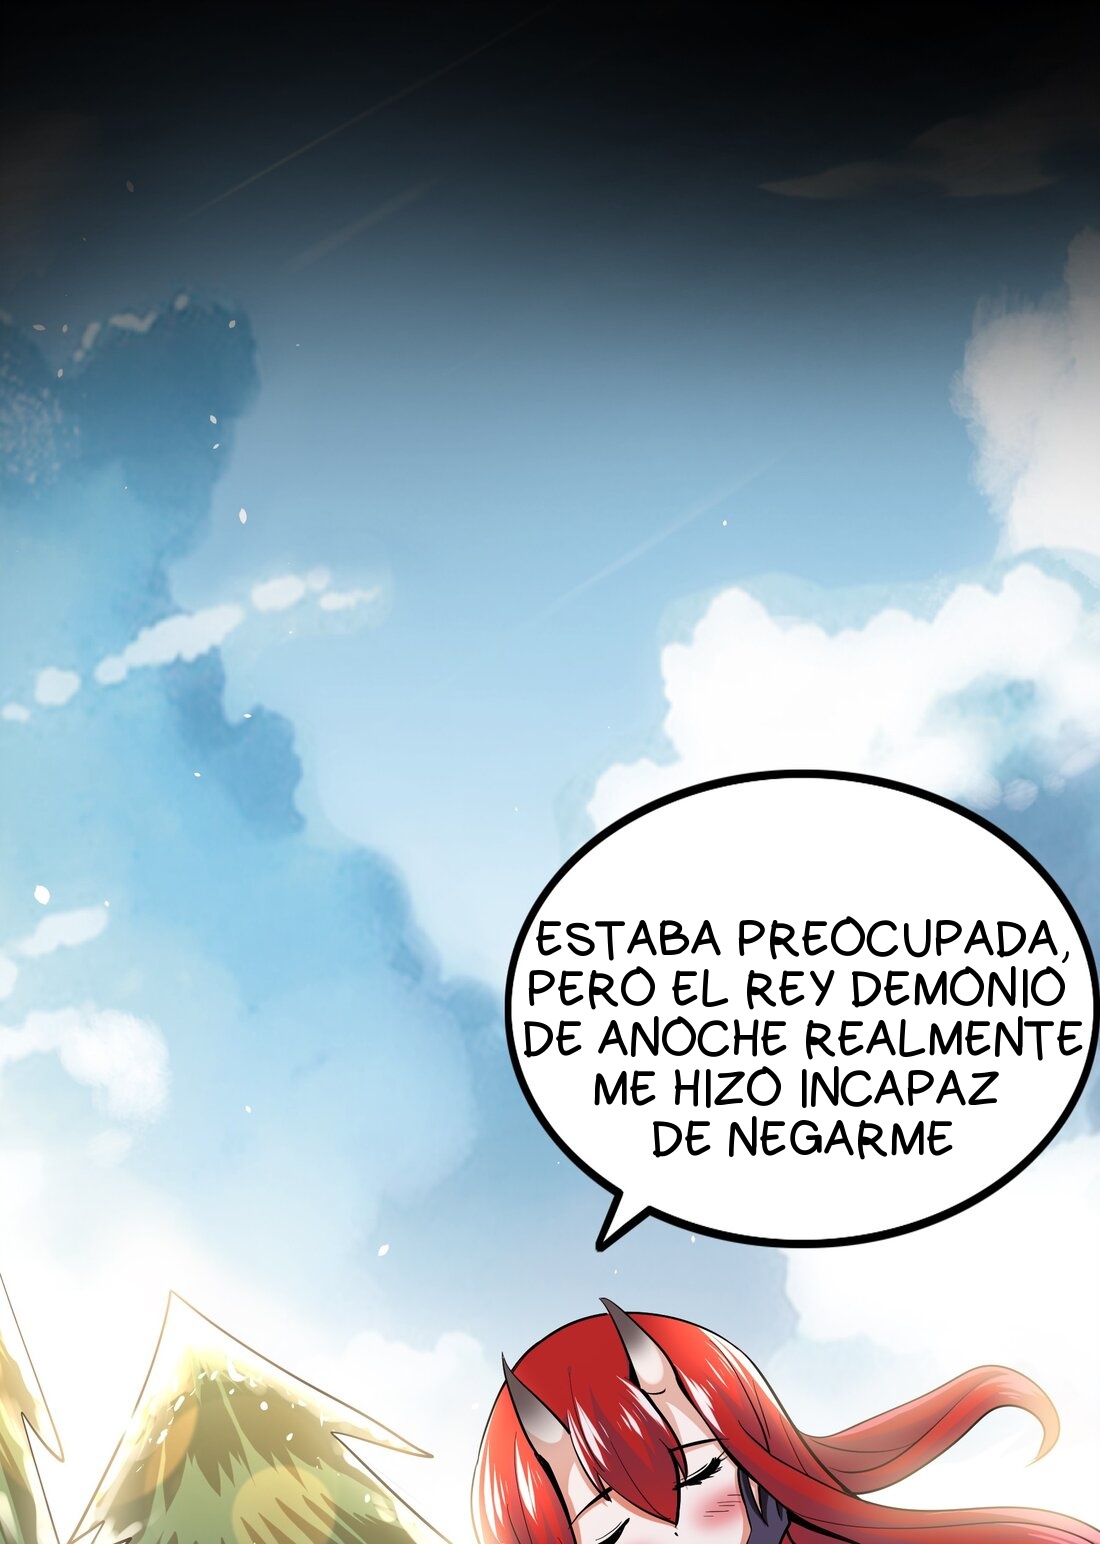 ESTABA PREOCUPADA,
PERO EL REY DEMONIO
DE ANOCHE REALMENTE
ME HIZO INCAPAZ
DE NEGARME